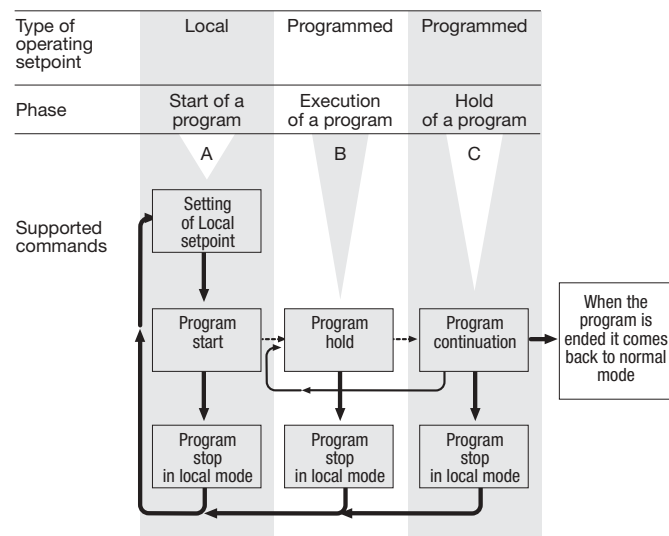 Type of
operating
setpoint
Local
Programmed
Programmed
Phase
Start of a
program
Execution
of a program
Hold
of a program
A
B
C
Supported
commands
Setting
of Local
setpoint
Program
start
Program
hold
Program
continuation
When the
program is
ended it comes
back to normal
mode
Program
stop
in local mode
Program
stop
in local mode
Program
stop
in local mode